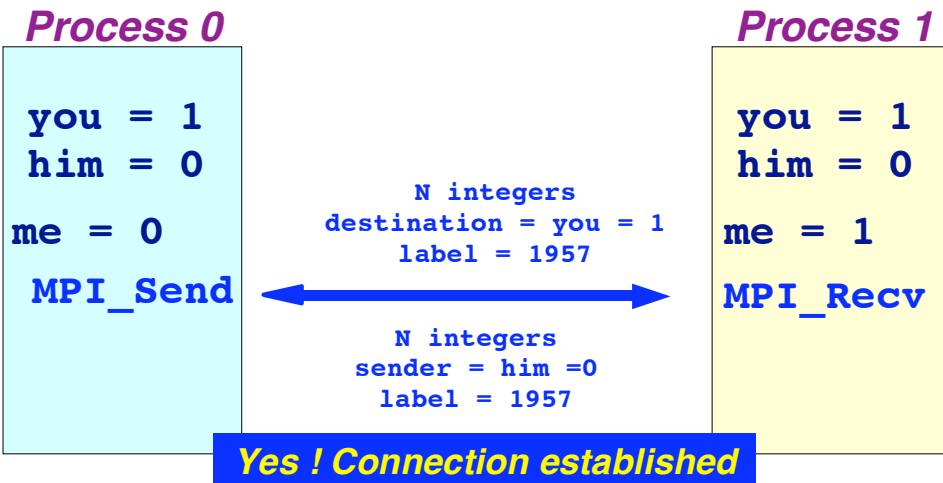 Process 0
you = 1
him = 0
me = 0
MPI_Send
N integers
destination = you = 1
label = 1957
N integers
sender = him =0
label = 1957
Process 1
you = 1
him = 0
me = 1
MPI_Recv
Yes ! Connection established